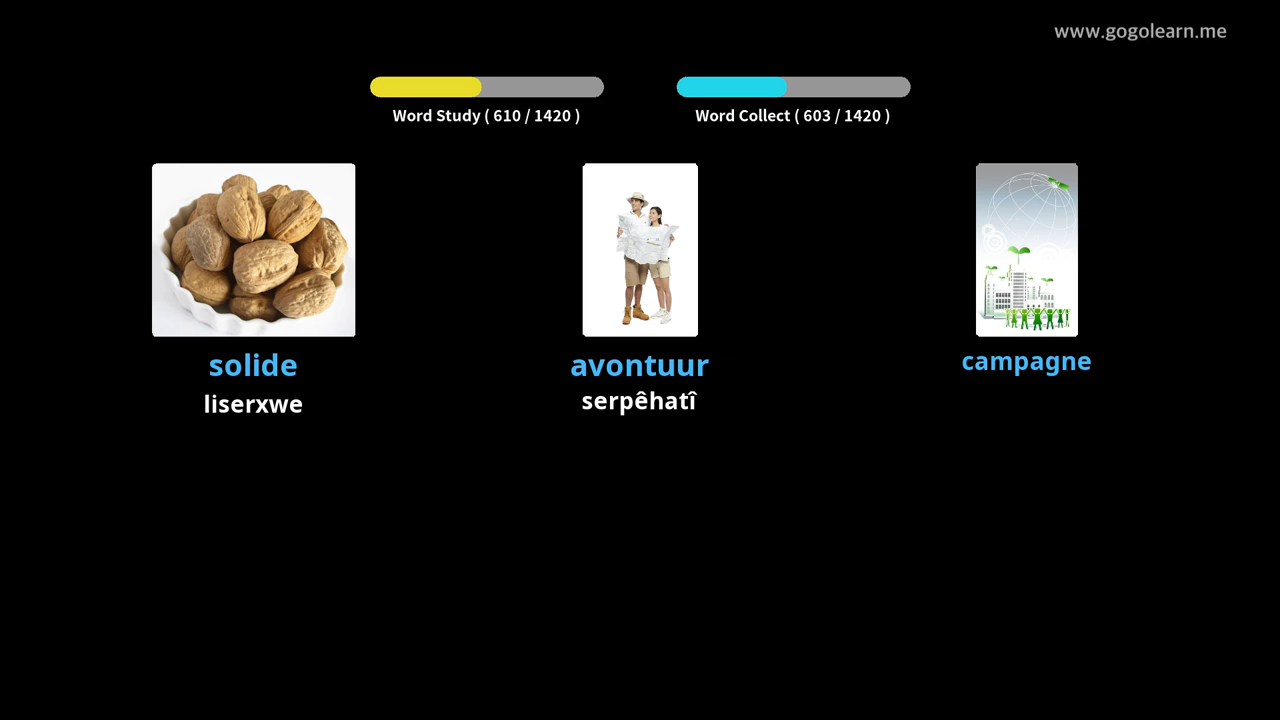 www.gogolearn.me
Word Study ( 610 / 1420 )
Word Collect ( 603 / 1420 )
solide
liserxwe
avontuur
serpêhatî
campagne